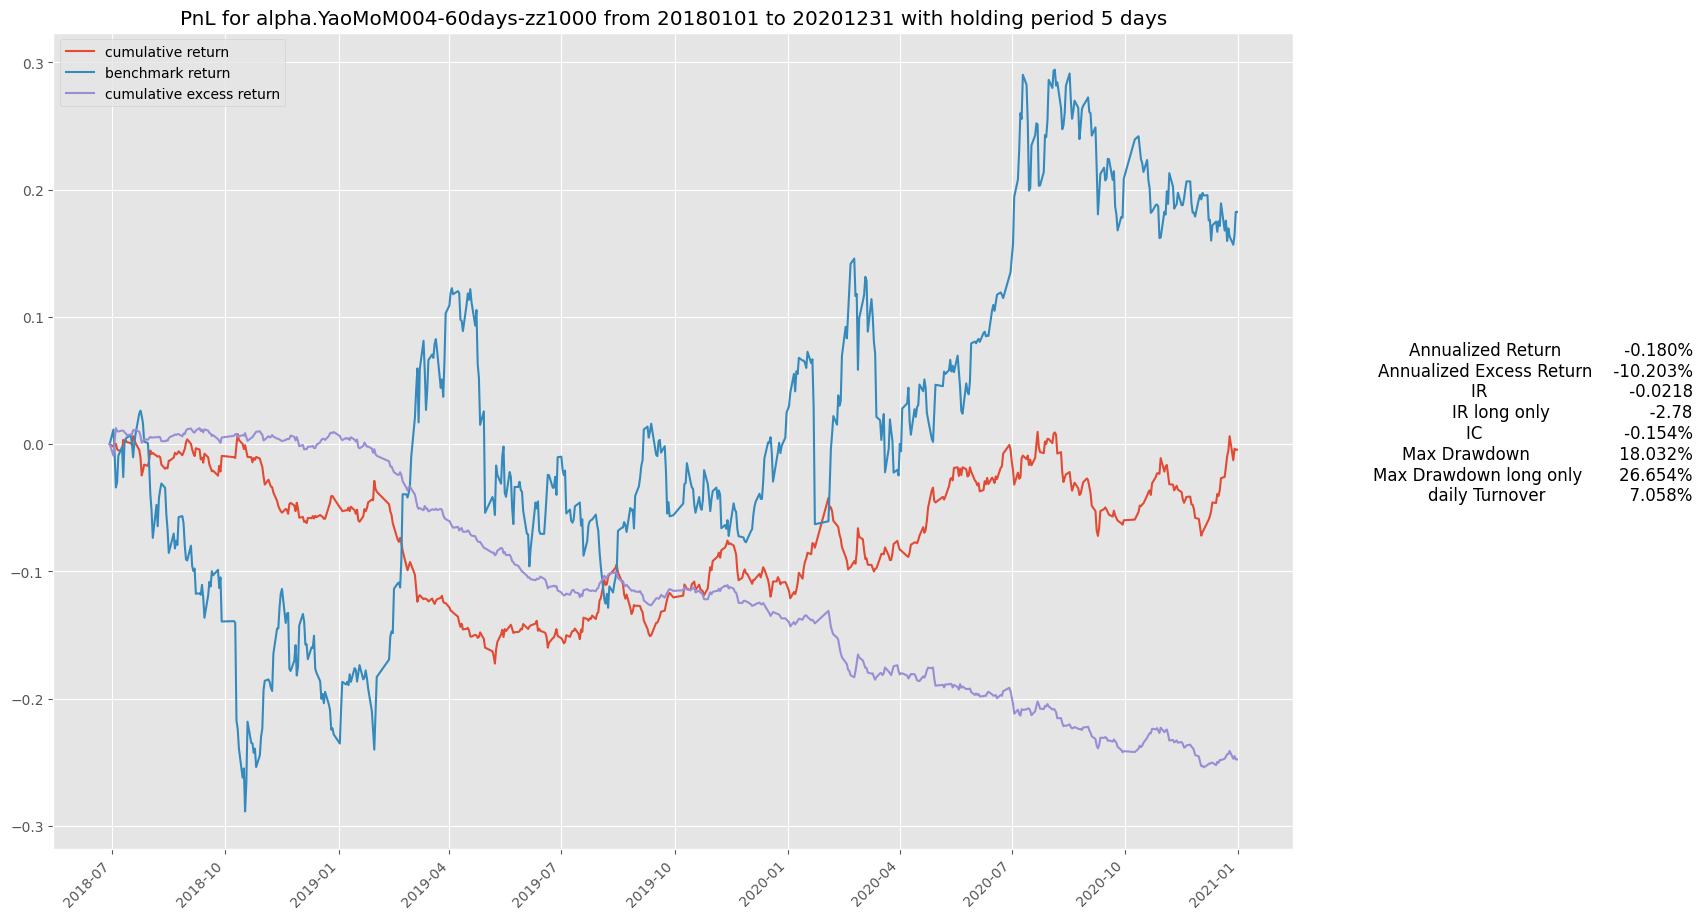 PnL for alpha.YaoMoM004-60days-zz1000 from 20180101 to 20201231 with holding period 5 days
cumulative return
benchmark return
cumulative excess return
0.3
0.2
0.1
0.0
−0.1
−0.2
−0.3
2018-07
2018-10
2019-01
2019-04
2019-07
2019-10
2020-01
2020-04
2020-07
2020-10
2021-01
Annualized Return -0.180%
Annualized Excess Return -10.203%
IR -0.0218
IR long only -2.78
IC -0.154%
Max Drawdown 18.032%
Max Drawdown long only 26.654%
daily Turnover 7.058%